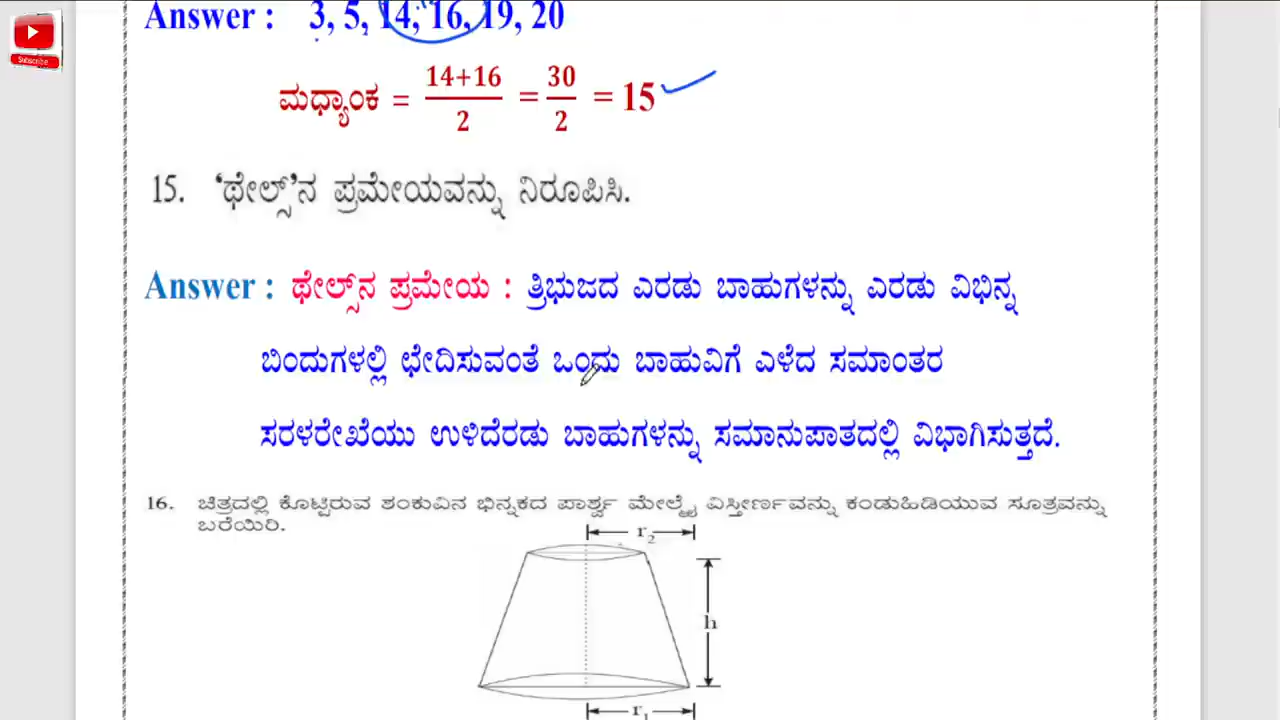 Subscribe
Answer : 3, 5, 14, 16, 19, 20
ಮಧ್ಯಾಂಕ = 14+16/2 = 30/2 = 15
15. ‘ಥೇಲ್ಸ್’ನ ಪ್ರಮೇಯವನ್ನು ನಿರೂಪಿಸಿ.
Answer : ಥೇಲ್ಸ್‌ನ ಪ್ರಮೇಯ : ತ್ರಿಭುಜದ ಎರಡು ಬಾಹುಗಳನ್ನು ಎರಡು ವಿಭಿನ್ನ
ಬಿಂದುಗಳಲ್ಲಿ ಛೇದಿಸುವಂತೆ ಒಂದು ಬಾಹುವಿಗೆ ಎಳೆದ ಸಮಾಂತರ
ಸರಳರೇಖೆಯು ಉಳಿದೆರಡು ಬಾಹುಗಳನ್ನು ಸಮಾನುಪಾತದಲ್ಲಿ ವಿಭಾಗಿಸುತ್ತದೆ.
16. ಚಿತ್ರದಲ್ಲಿ ಕೊಟ್ಟಿರುವ ಶಂಕುವಿನ ಭಿನ್ನಕದ ಪಾರ್ಶ್ವ ಮೇಲ್ಮೈ ವಿಸ್ತೀರ್ಣವನ್ನು ಕಂಡುಹಿಡಿಯುವ ಸೂತ್ರವನ್ನು
ಬರೆಯಿರಿ.
r₂
h
r₁